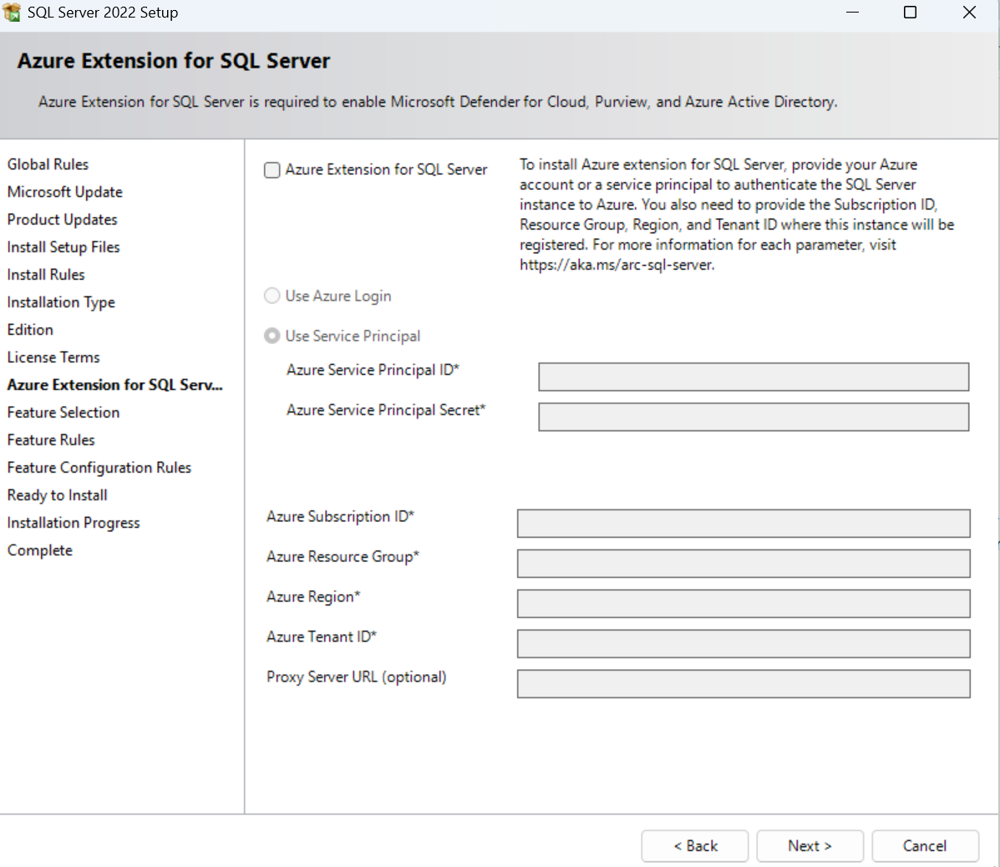 SQL Server 2022 Setup
Azure Extension for SQL Server
Azure Extension for SQL Server is required to enable Microsoft Defender for Cloud, Purview, and Azure Active Directory.
Global Rules
Microsoft Update
Product Updates
Install Setup Files
Install Rules
Installation Type
Edition
License Terms
Azure Extension for SQL Serv...
Feature Selection
Feature Rules
Feature Configuration Rules
Ready to Install
Installation Progress
Complete
Azure Extension for SQL Server
To install Azure extension for SQL Server, provide your Azure
account or a service principal to authenticate the SQL Server
instance to Azure. You also need to provide the Subscription ID,
Resource Group, Region, and Tenant ID where this instance will be
registered. For more information for each parameter, visit
https://aka.ms/arc-sql-server.
Use Azure Login
Use Service Principal
Azure Service Principal ID*
Azure Service Principal Secret*
Azure Subscription ID*
Azure Resource Group*
Azure Region*
Azure Tenant ID*
Proxy Server URL (optional)
< Back
Next >
Cancel